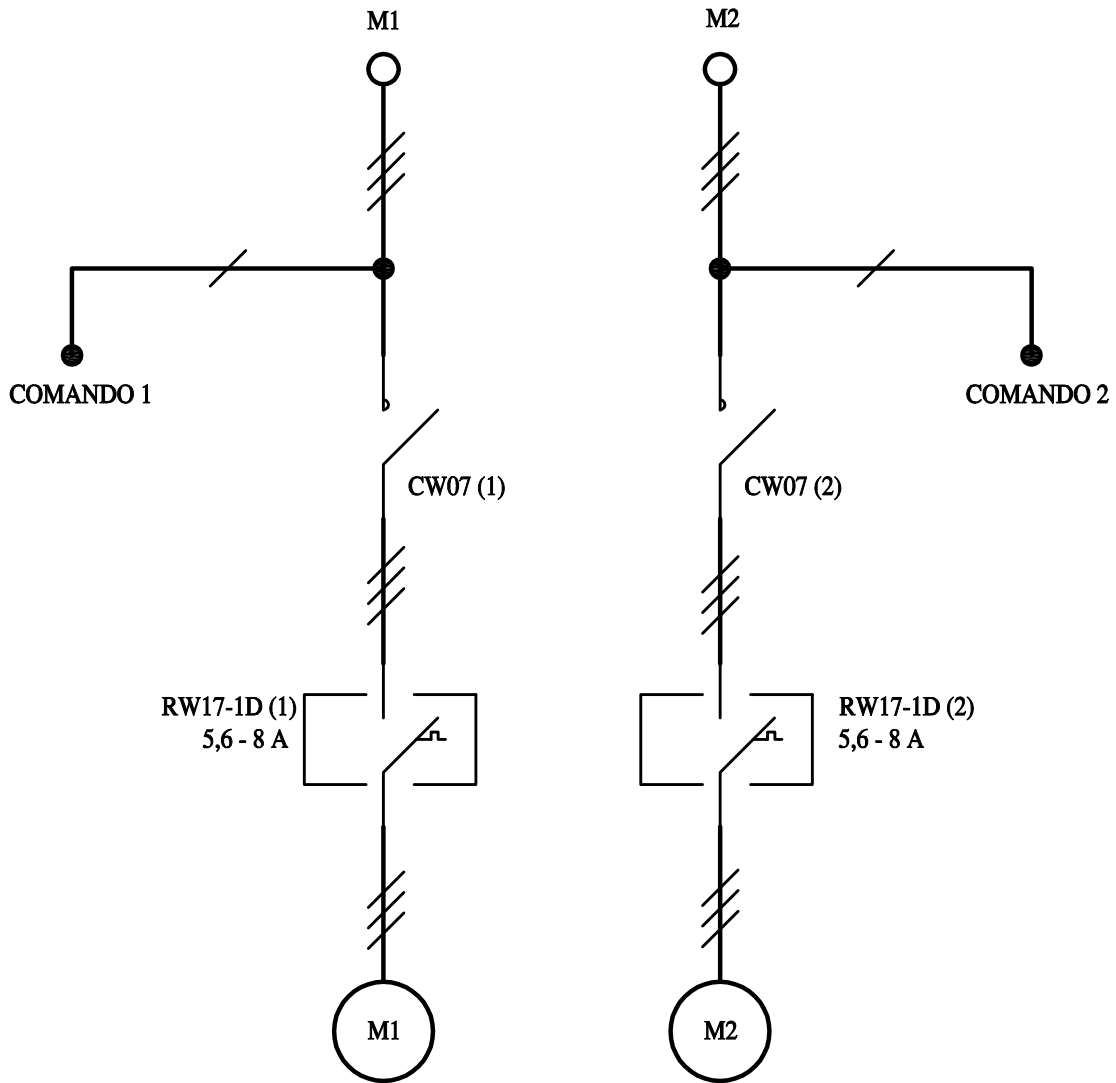 M1
M2
COMANDO 1
COMANDO 2
CW07 (1)
CW07 (2)
RW17-1D (1)
5,6 - 8 A
RW17-1D (2)
5,6 - 8 A
M1
M2